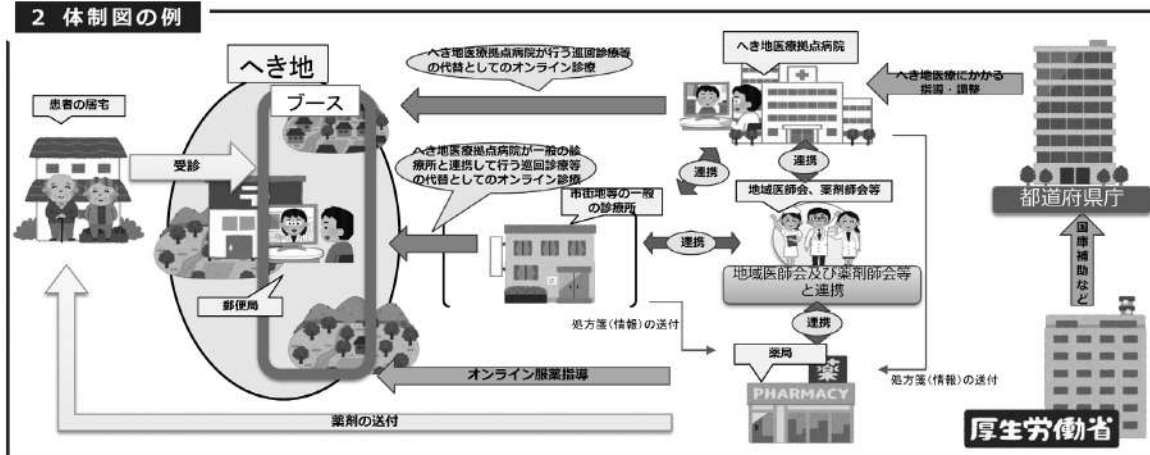 2 体制図の例
へき地医療拠点病院が行う巡回診療等
の代替としてのオンライン診療
へき地医療拠点病院
へき地
ブース
患者の居宅
へき地医療にかかる
指導・調整
受診
へき地医療拠点病院が一般の診
療所と連携して行う巡回診療等
の代替としてのオンライン診療
連携
連携
地域医師会、薬剤師会等
市街地等の一般
の診療所
連携
都道府県庁
国庫補助など
郵便局
地域医師会及び薬剤師会等
と連携
連携
処方箋(情報)の送付
薬局
薬
PHARMACY
オンライン服薬指導
処方箋(情報)の送付
薬剤の送付
厚生労働省